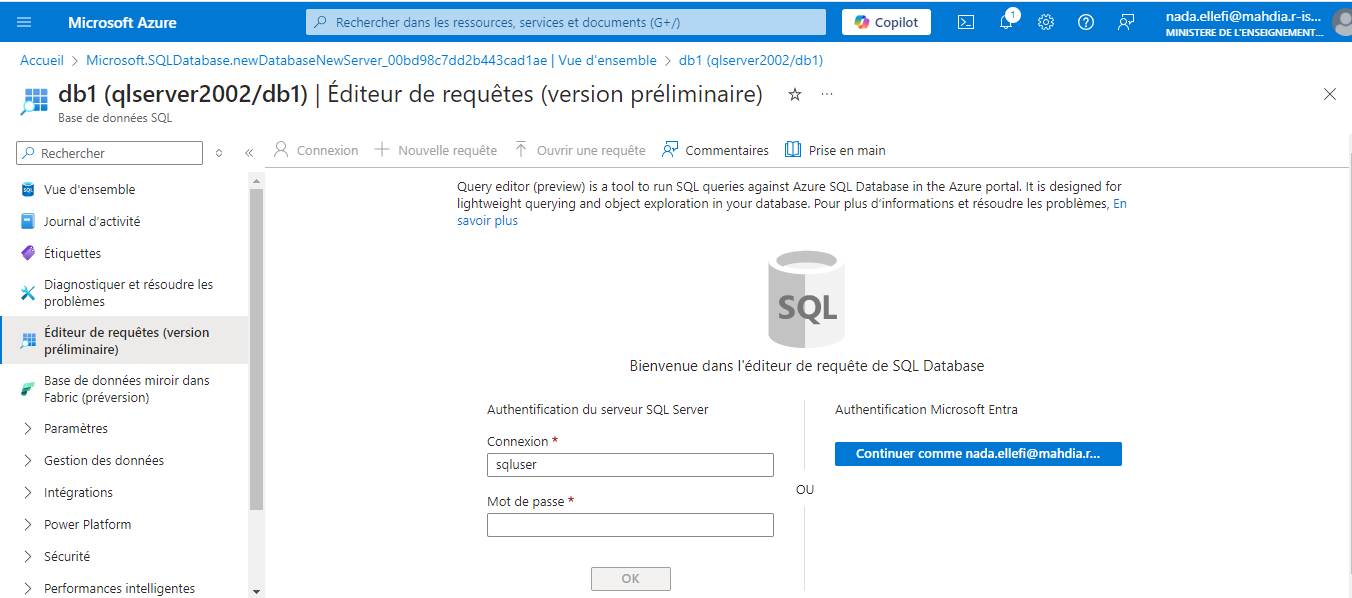 Microsoft Azure
Rechercher dans les ressources, services et documents (G+/)
Copilot
1
nada.ellefi@mahdia.r-is...
MINISTERE DE L'ENSEIGNEMENT...
Accueil > Microsoft.SQLDatabase.newDatabaseNewServer_00bd98c7dd2b443cad1ae | Vue d'ensemble > db1 (qlserver2002/db1)
db1 (qlserver2002/db1) | Éditeur de requêtes (version préliminaire)
Base de données SQL
Rechercher
Connexion
Nouvelle requête
Ouvrir une requête
Commentaires
Prise en main
Vue d'ensemble
Journal d'activité
Étiquettes
Diagnostiquer et résoudre les
problèmes
Éditeur de requêtes (version
préliminaire)
Base de données miroir dans
Fabric (préversion)
Paramètres
Gestion des données
Intégrations
Power Platform
Sécurité
Performances intelligentes
Query editor (preview) is a tool to run SQL queries against Azure SQL Database in the Azure portal. It is designed for
lightweight querying and object exploration in your database. Pour plus d'informations et résoudre les problèmes, En
savoir plus
SQL
Bienvenue dans l'éditeur de requête de SQL Database
Authentification du serveur SQL Server
Connexion *
sqluser
Mot de passe *
OK
OU
Authentification Microsoft Entra
Continuer comme nada.ellefi@mahdia.r...